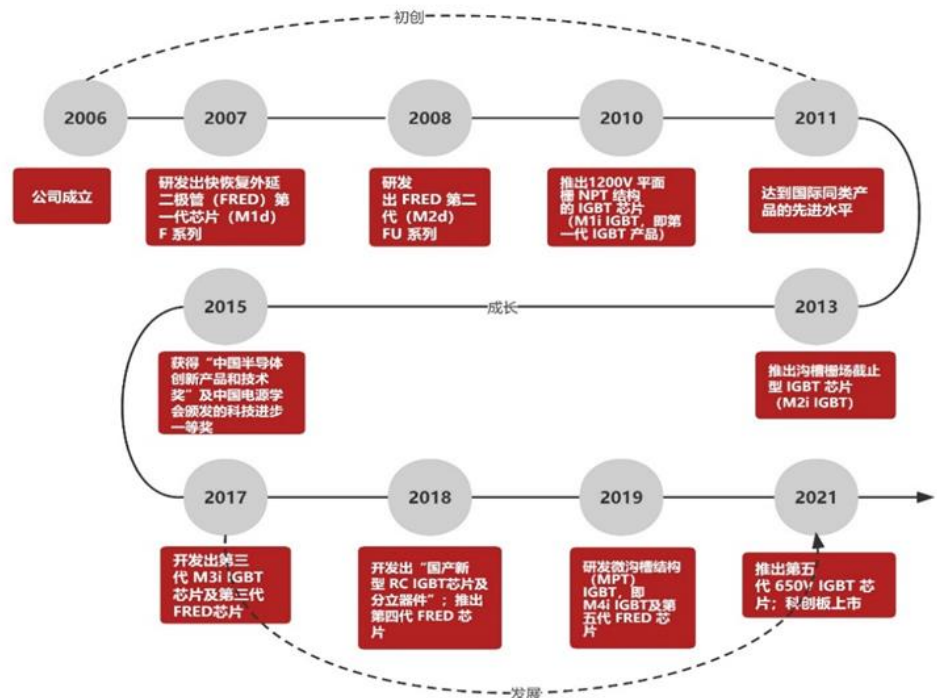 初创
2006
2007
2008
2010
2011
公司成立
研发出快恢复外延
二极管（FRED）第
一代芯片（M1d）
F 系列
研发
出 FRED 第二
代（M2d）
FU 系列
推出1200V 平面
栅 NPT 结构
的 IGBT 芯片
（M1i IGBT，即第
一代 IGBT 产品）
达到国际同类产
品的先进水平
2015
成长
2013
获得“中国半导体
创新产品和技术
奖”及中国电源学
会颁发的科技进步
一等奖
推出沟槽栅场截止
型 IGBT 芯片
（M2i IGBT）
2017
2018
2019
2021
开发出第三
代 M3i IGBT
芯片及第三代
FRED芯片
开发出“国产新
型 RC IGBT芯片及
分立器件”；推出
第四代 FRED 芯
片
研发微沟槽结构
（MPT）
IGBT，即
M4i IGBT及第
五代 FRED 芯
片
推出第五
代 650V IGBT 芯
片；科创板上市
发展